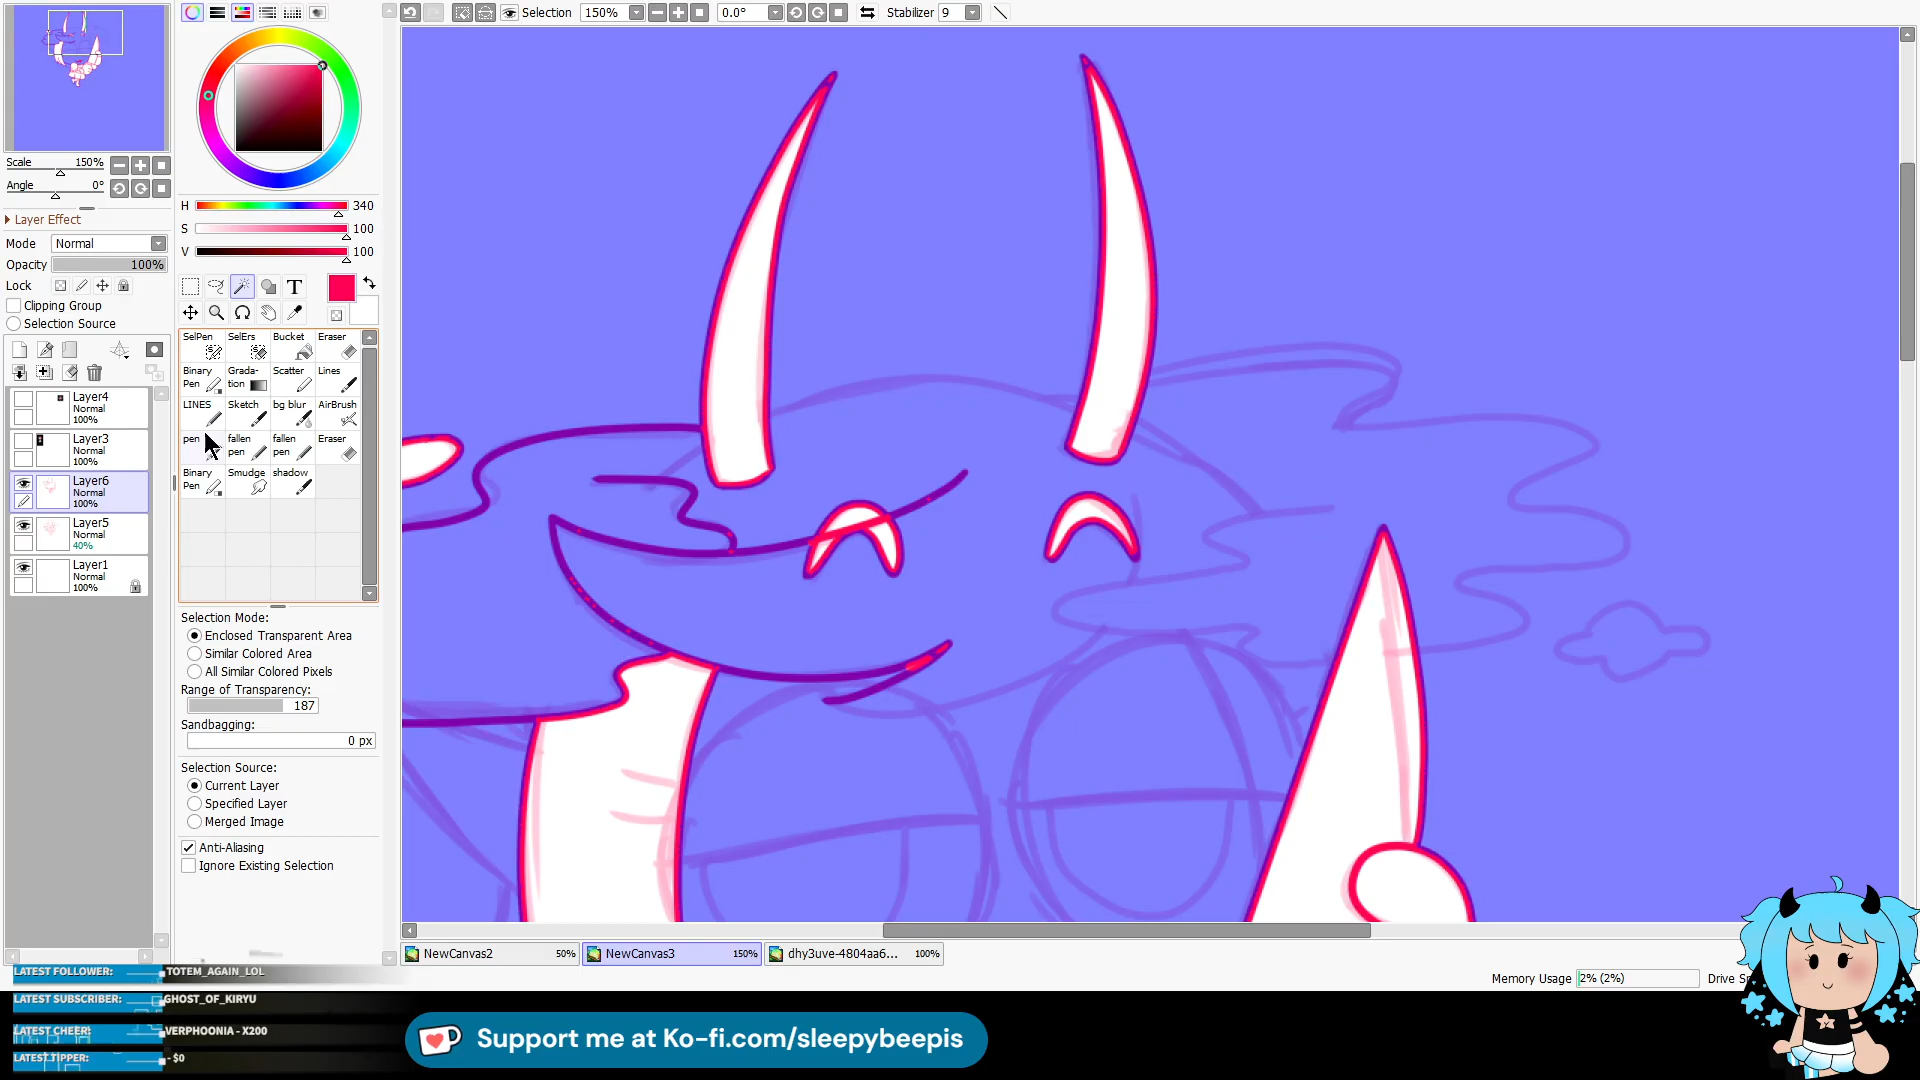 Selection
150%
0.0°
Stabilizer 9
Scale 150%
Angle 0°
H 340
S 100
V 100
Layer Effect
Mode Normal
Opacity 100%
Lock
Clipping Group
Selection Source
T
SelPen SelErs Bucket Eraser
Binary Pen Grada-tion Scatter Lines
LINES Sketch bg blur AirBrush
pen fallen pen fallen pen Eraser
Binary Pen Smudge shadow
Layer4
Normal
100%
Layer3
Normal
100%
Layer6
Normal
100%
Layer5
Normal
40%
Layer1
Normal
100%
Selection Mode:
Enclosed Transparent Area
Similar Colored Area
All Similar Colored Pixels
Range of Transparency:
187
Sandbagging:
0 px
Selection Source:
Current Layer
Specified Layer
Merged Image
Anti-Aliasing
Ignore Existing Selection
NewCanvas2 50%
NewCanvas3 150%
dhy3uve-4804aa6... 100%
Memory Usage 2% (2%)
LATEST FOLLOWER: TOTEM_AGAIN_LOL
LATEST SUBSCRIBER: GHOST_OF_KIRYU
LATEST CHEER: VERPHOONIA - X200
LATEST TIPPER: - $0
Support me at Ko-fi.com/sleepybeepis